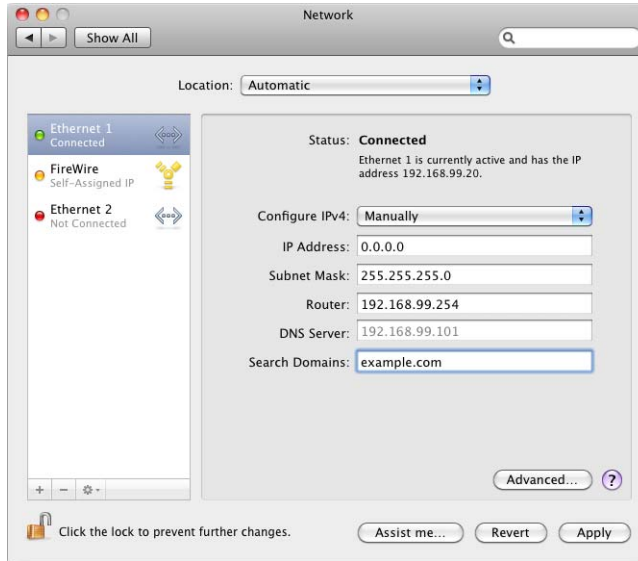 Network
Show All
Location: Automatic
Ethernet 1
Connected
FireWire
Self-Assigned IP
Ethernet 2
Not Connected
Status: Connected
Ethernet 1 is currently active and has the IP
address 192.168.99.20.
Configure IPv4: Manually
IP Address: 0.0.0.0
Subnet Mask: 255.255.255.0
Router: 192.168.99.254
DNS Server: 192.168.99.101
Search Domains: example.com
Advanced... ?
Click the lock to prevent further changes.
Assist me... Revert Apply